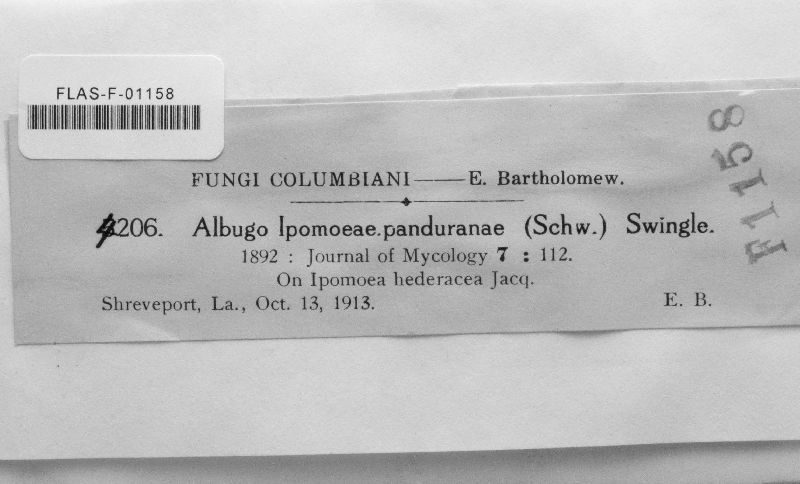 FLAS-F-01158
F1158
FUNGI COLUMBIANI——E. Bartholomew.
4206. Albugo Ipomoeae.panduranae (Schw.) Swingle.
1892 : Journal of Mycology 7 : 112.
On Ipomoea hederacea Jacq.
Shreveport, La., Oct. 13, 1913. E. B.